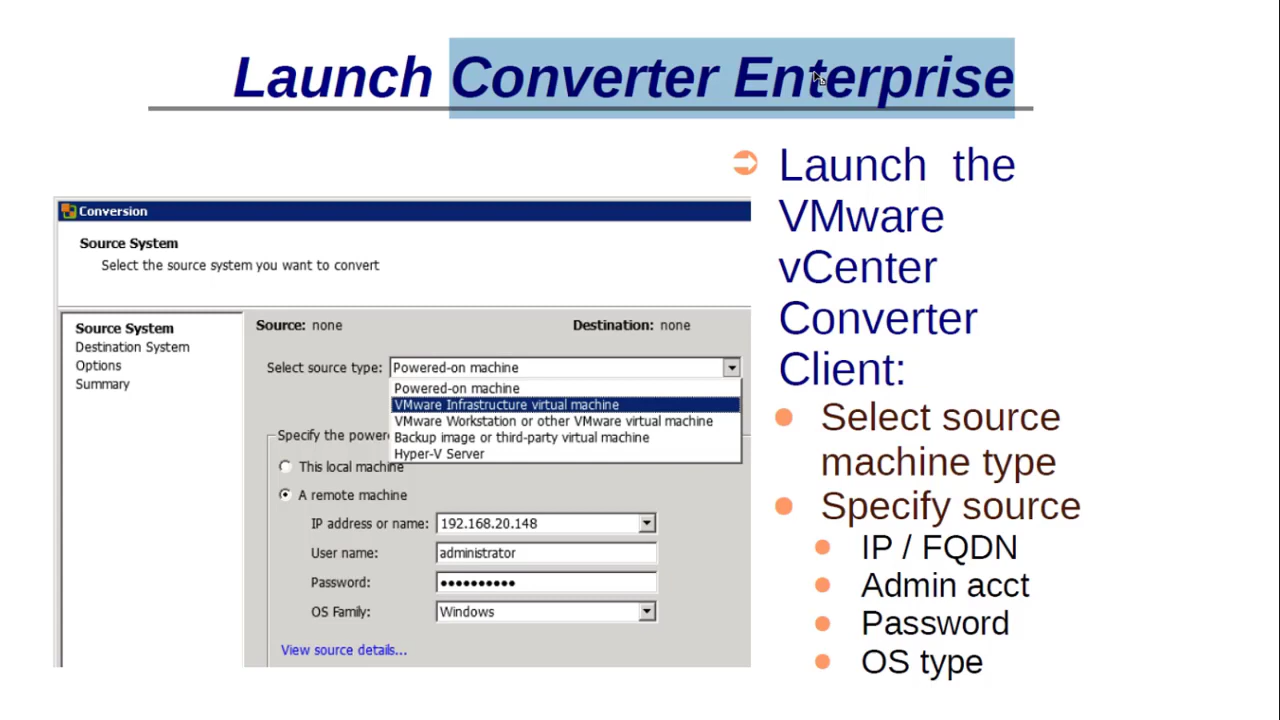 Launch Converter Enterprise
Conversion
Source System
Select the source system you want to convert
Source System
Destination System
Options
Summary
Source: none
Destination: none
Select source type: Powered-on machine
Powered-on machine
VMware Infrastructure virtual machine
VMware Workstation or other VMware virtual machine
Backup image or third-party virtual machine
Hyper-V Server
Specify the power
This local machine
A remote machine
IP address or name: 192.168.20.148
User name: administrator
Password: ●●●●●●●●●●
OS Family: Windows
View source details...
Launch the
VMware
vCenter
Converter
Client:
Select source
machine type
Specify source
IP / FQDN
Admin acct
Password
OS type